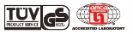 TÜV
PRODUCT SERVICE
GS
ACCREDITED LABORATORY